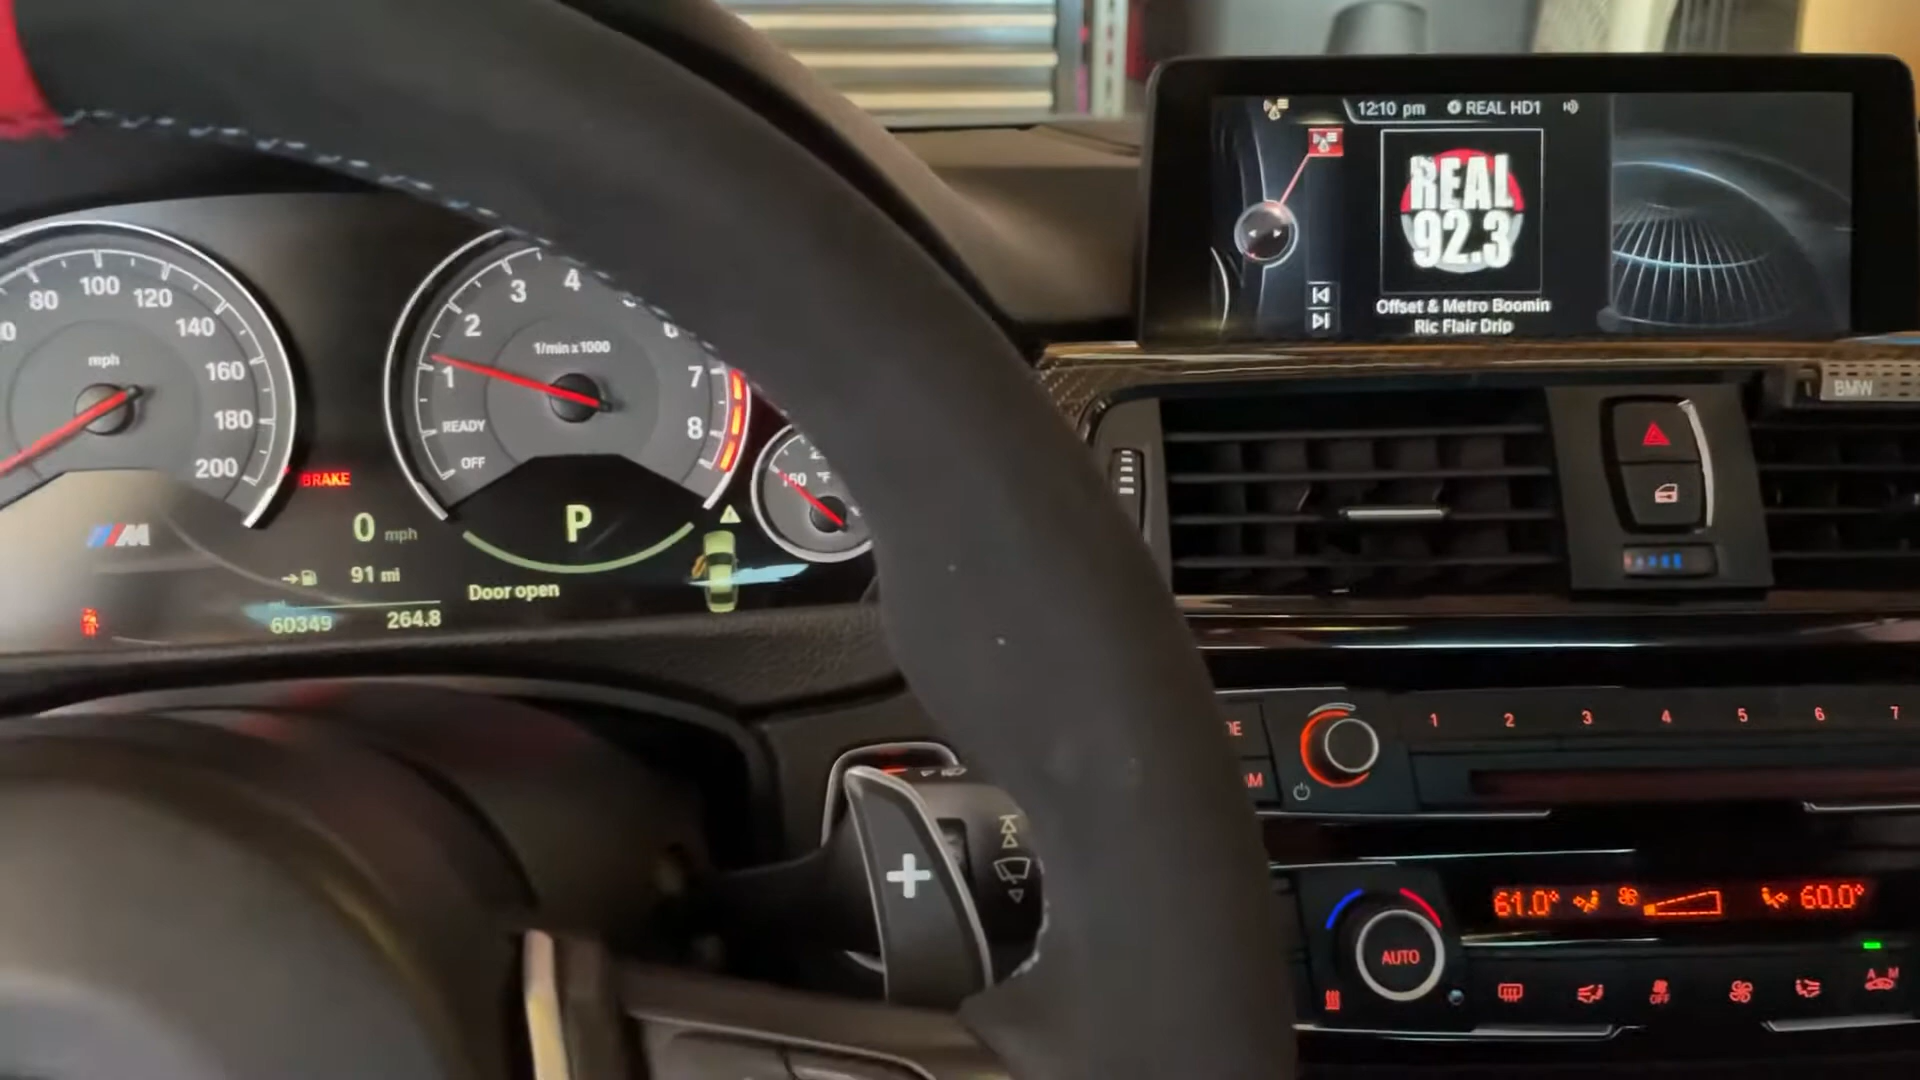 12:10 pm REAL HD1
REAL
92.3
Offset & Metro Boomin
Ric Flair Drip
80 100 120 140 160 180 200
mph
1 2 3 4 6 7 8
1/min x 1000
READY
OFF
°F
BRAKE
M
P
0 mph
91 mi
Door open
60349 264.8
BMW
1 2 3 4 5 6 7
+
61.0° 60.0°
AUTO
OFF
A M